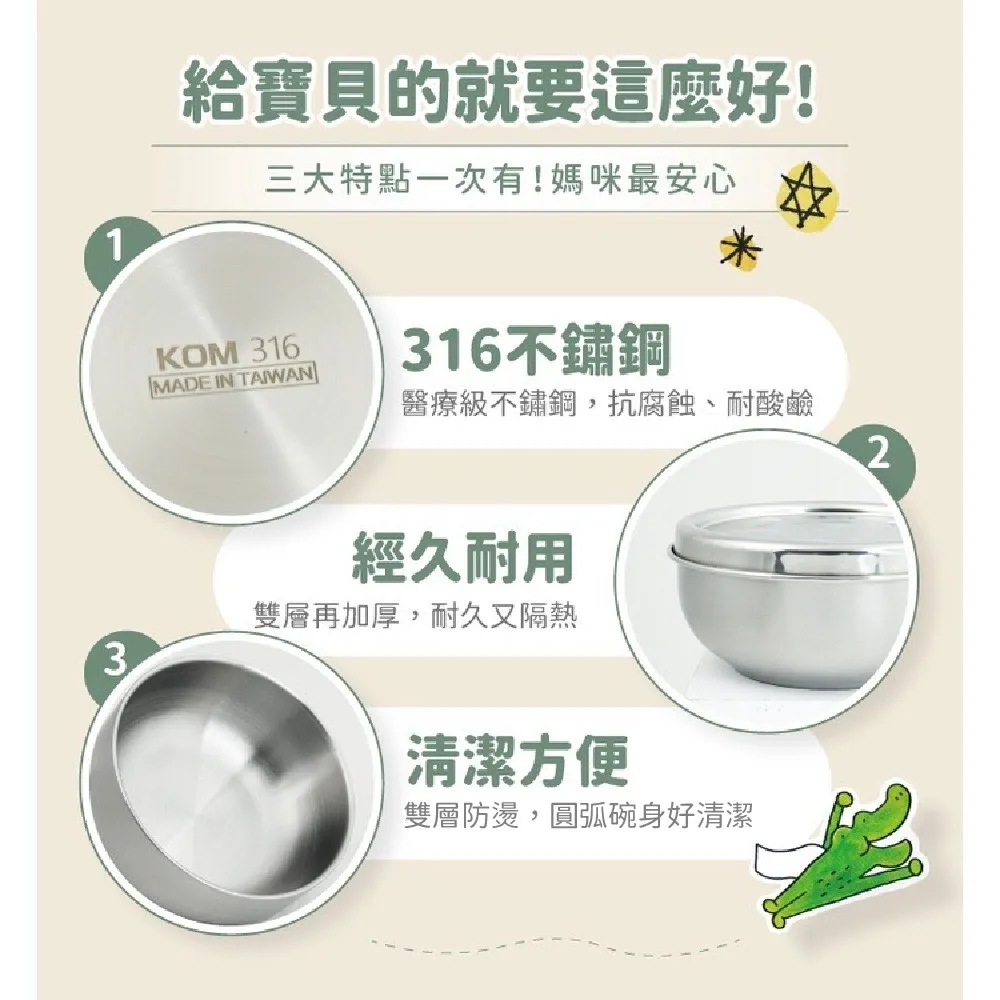 給寶貝的就要這麼好!
三大特點一次有!媽咪最安心
1
KOM 316
MADE IN TAIWAN
316不鏽鋼
醫療級不鏽鋼，抗腐蝕、耐酸鹼
2
經久耐用
雙層再加厚，耐久又隔熱
3
清潔方便
雙層防燙，圓弧碗身好清潔